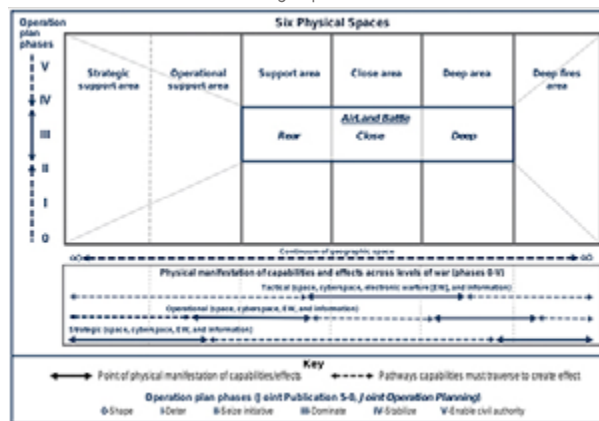 Operation
plan
phases
Six Physical Spaces
V
IV
III
II
I
0
Strategic
support area
Operational
support area
Support area
Close area
Deep area
Deep fires
area
AirLand Battle
Rear
Close
Deep
Continuum of geographic space
Physical manifestation of capabilities and effects across levels of war (phases 0-V)
Tactical (space, cyberspace, electronic warfare [EW], and information)
Operational (space, cyberspace, EW, and information)
Strategic (space, cyberspace, EW, and information)
Key
Point of physical manifestation of capabilities/effects
Pathways capabilities must traverse to create effect
Operation plan phases (Joint Publication 5-0, Joint Operation Planning)
0-Shape I-Deter II-Seize initiative III-Dominate IV-Stabilize V-Enable civil authority